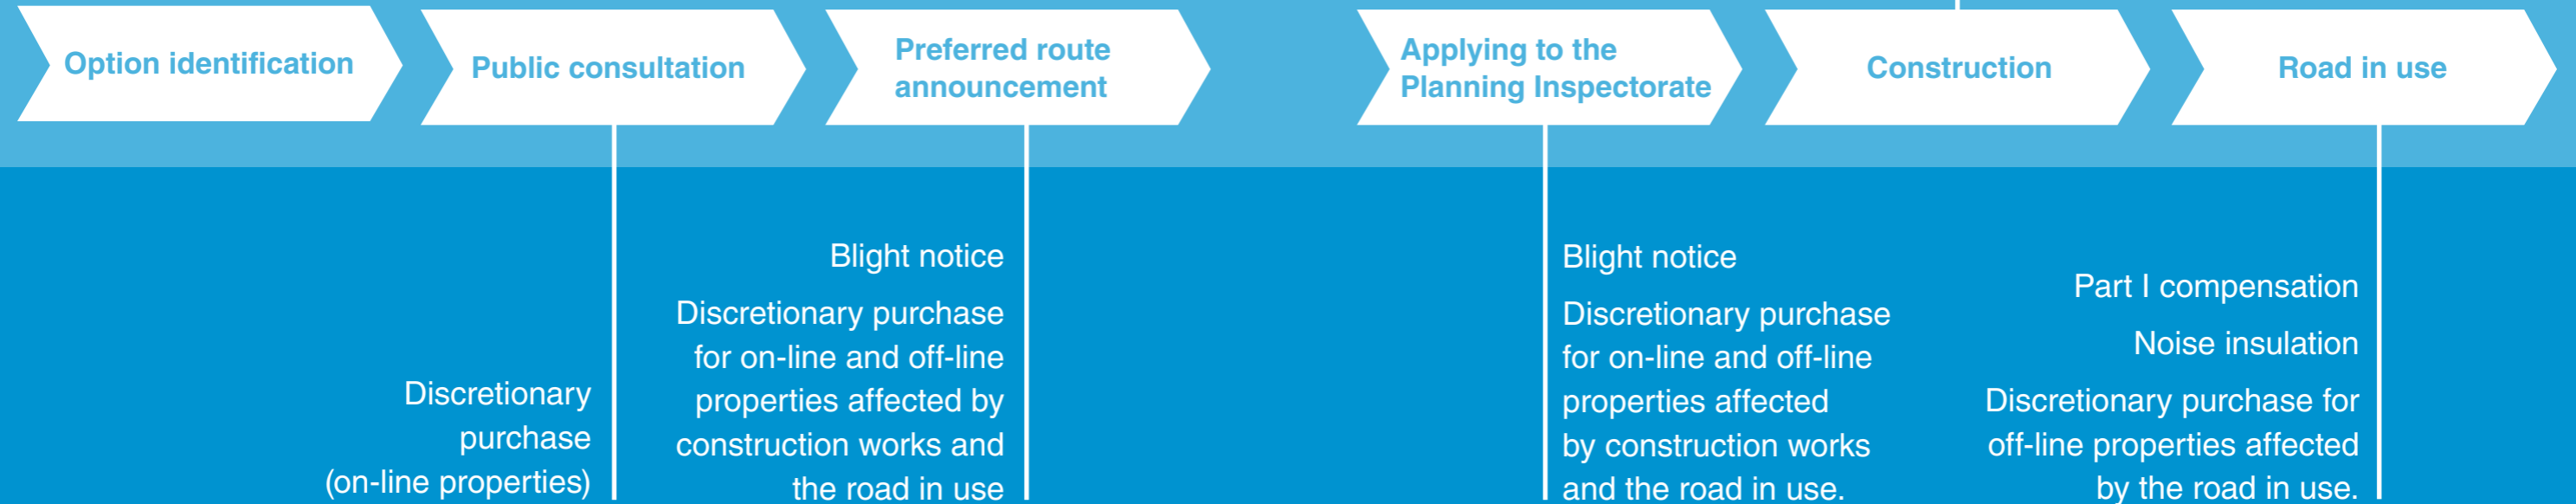 Option identification
Public consultation
Preferred route
announcement
Applying to the
Planning Inspectorate
Construction
Road in use
Discretionary
purchase
(on-line properties)
Blight notice
Discretionary purchase
for on-line and off-line
properties affected by
construction works and
the road in use
Blight notice
Discretionary purchase
for on-line and off-line
properties affected
by construction works
and the road in use.
Part I compensation
Noise insulation
Discretionary purchase for
off-line properties affected
by the road in use.